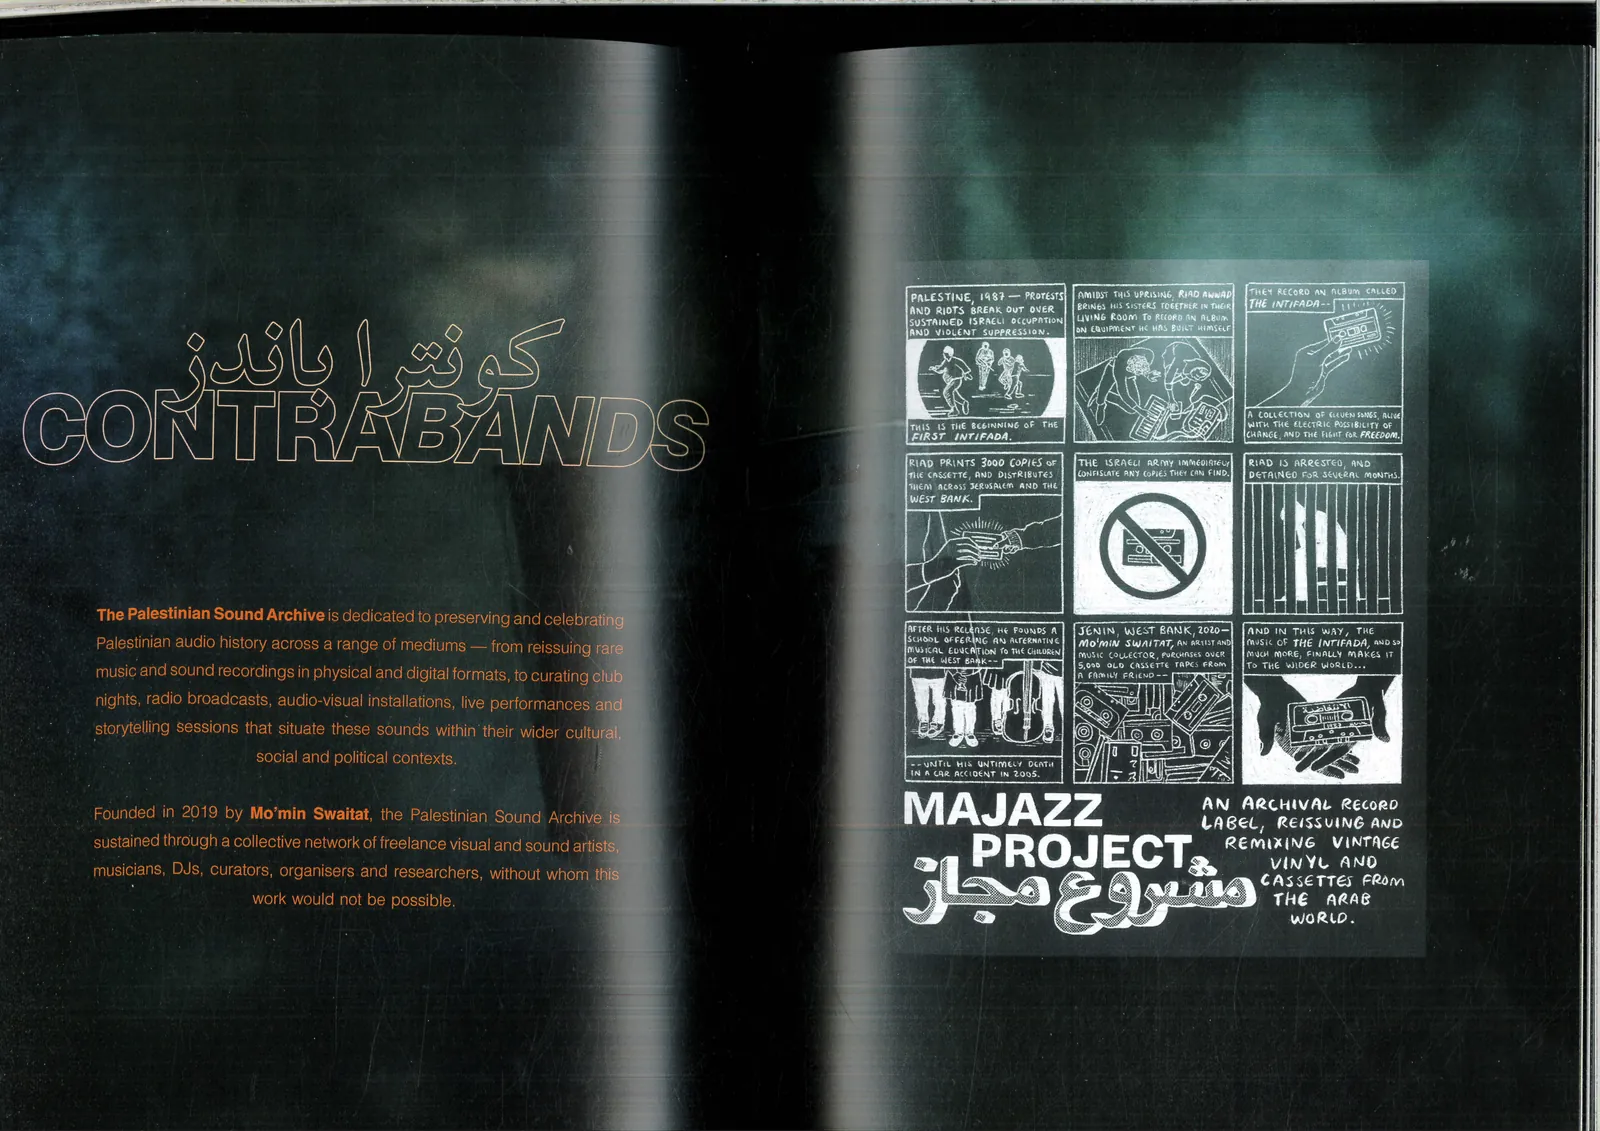 كونترا باندز
CONTRABANDS
The Palestinian Sound Archive is dedicated to preserving and celebrating
Palestinian audio history across a range of mediums — from reissuing rare
music and sound recordings in physical and digital formats, to curating club
nights, radio broadcasts, audio-visual installations, live performances and
storytelling sessions that situate these sounds within their wider cultural,
social and political contexts.
Founded in 2019 by Mo'min Swaitat, the Palestinian Sound Archive is
sustained through a collective network of freelance visual and sound artists,
musicians, DJs, curators, organisers and researchers, without whom this
work would not be possible.
PALESTINE, 1987 — PROTESTS
AND RIOTS BREAK OUT OVER
SUSTAINED ISRAELI OCCUPATION
AND VIOLENT SUPPRESSION.
THIS IS THE BEGINNING OF THE
FIRST INTIFADA.
AMIDST THIS UPRISING, RIAD AWWAD
BRINGS HIS SISTERS TOGETHER IN THEIR
LIVING ROOM TO RECORD AN ALBUM
ON EQUIPMENT HE HAS BUILT HIMSELF
THEY RECORD AN ALBUM CALLED
THE INTIFADA--
A COLLECTION OF ELEVEN SONGS, ALIVE
WITH THE ELECTRIC POSSIBILITY OF
CHANGE, AND THE FIGHT FOR FREEDOM.
RIAD PRINTS 3000 COPIES OF
THE CASSETTE, AND DISTRIBUTES
THEM ACROSS JERUSALEM AND THE
WEST BANK.
THE ISRAELI ARMY IMMEDIATELY
CONFISCATE ANY COPIES THEY CAN FIND.
RIAD IS ARRESTED, AND
DETAINED FOR SEVERAL MONTHS.
AFTER HIS RELEASE, HE FOUNDS A
SCHOOL OFFERING AN ALTERNATIVE
MUSICAL EDUCATION TO THE CHILDREN
OF THE WEST BANK--
--UNTIL HIS UNTIMELY DEATH
IN A CAR ACCIDENT IN 2005.
JENIN, WEST BANK, 2020—
MO'MIN SWAITAT, AN ARTIST AND
MUSIC COLLECTOR, PURCHASES OVER
5,000 OLD CASSETTE TAPES FROM
A FAMILY FRIEND--
AND IN THIS WAY, THE
MUSIC OF THE INTIFADA, AND SO
MUCH MORE, FINALLY MAKES IT
TO THE WIDER WORLD...
الانتفاضة
1987
MAJAZZ
PROJECT
مشروع مجاز
AN ARCHIVAL RECORD
LABEL, REISSUING AND
REMIXING VINTAGE
VINYL AND
CASSETTES FROM
THE ARAB
WORLD.